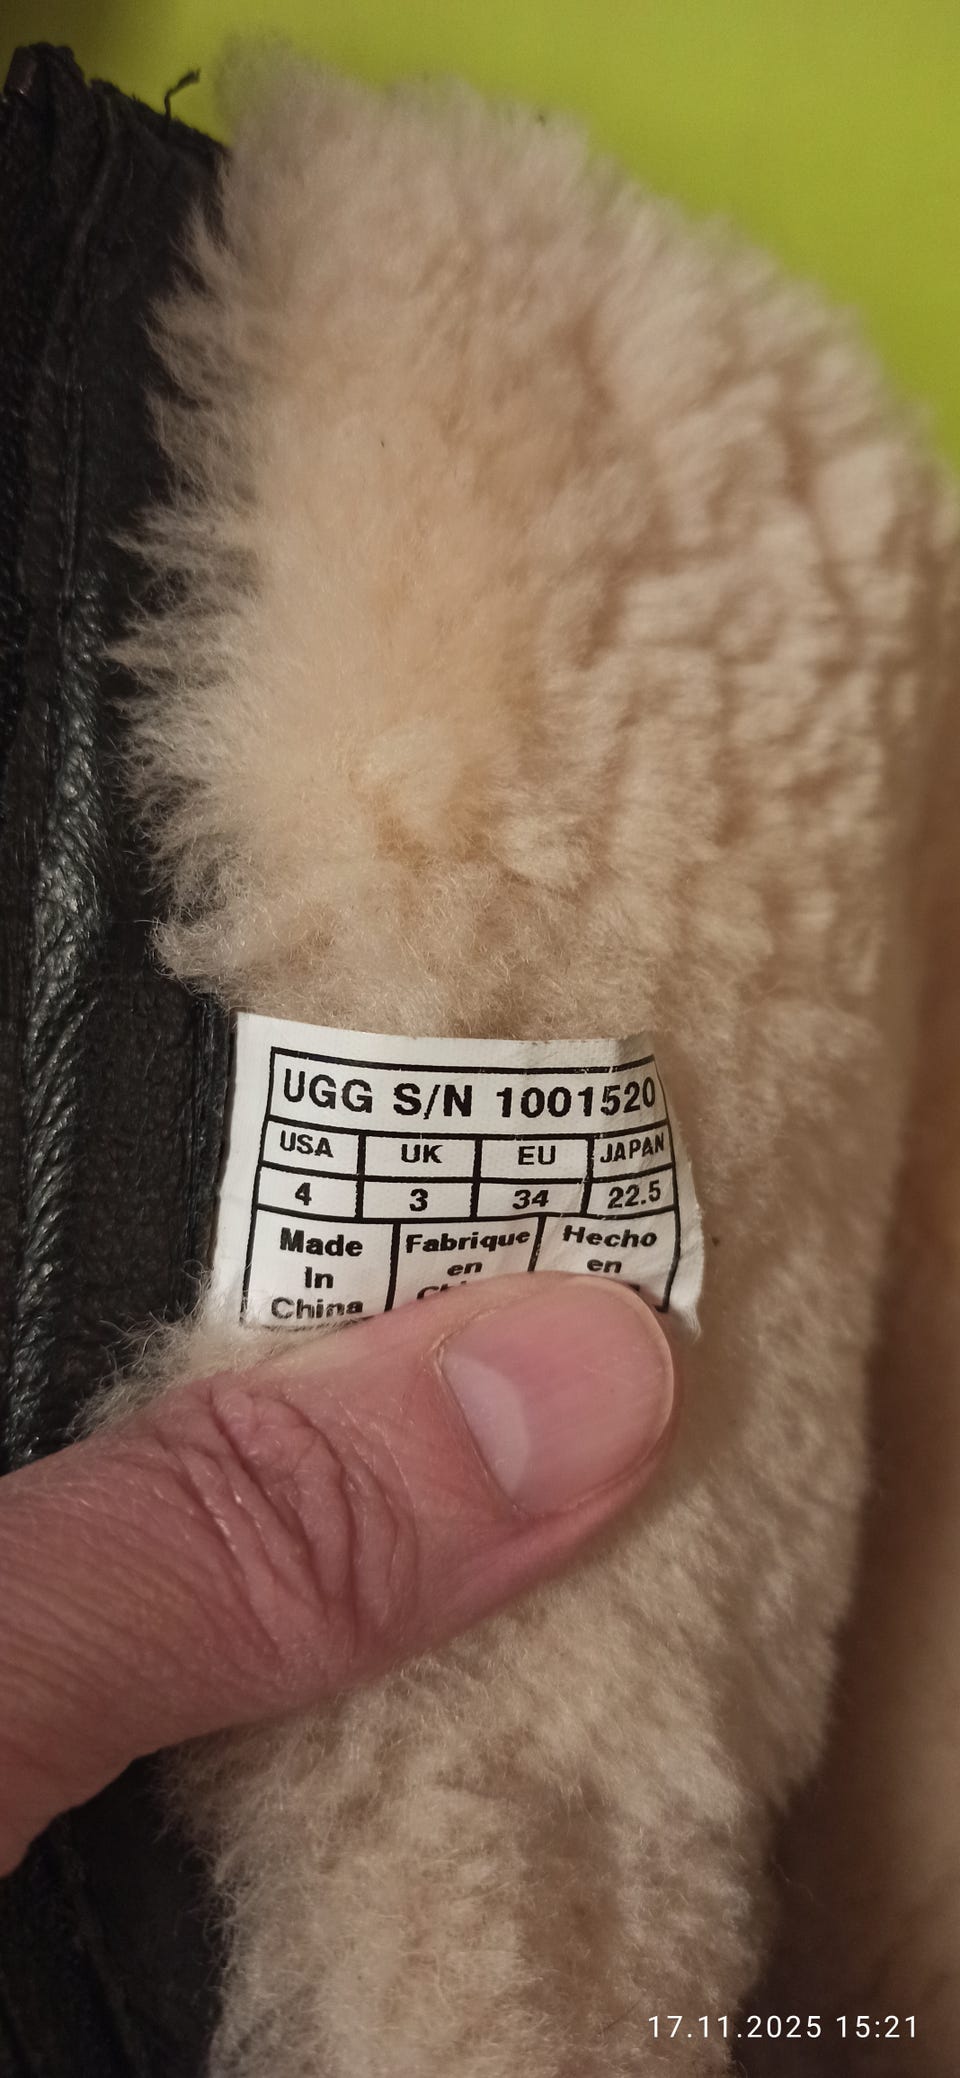 UGG S/N 1001520
USA UK EU JAPAN
4 3 34 22.5
Made Fabrique Hecho
In en en
China
17.11.2025 15:21